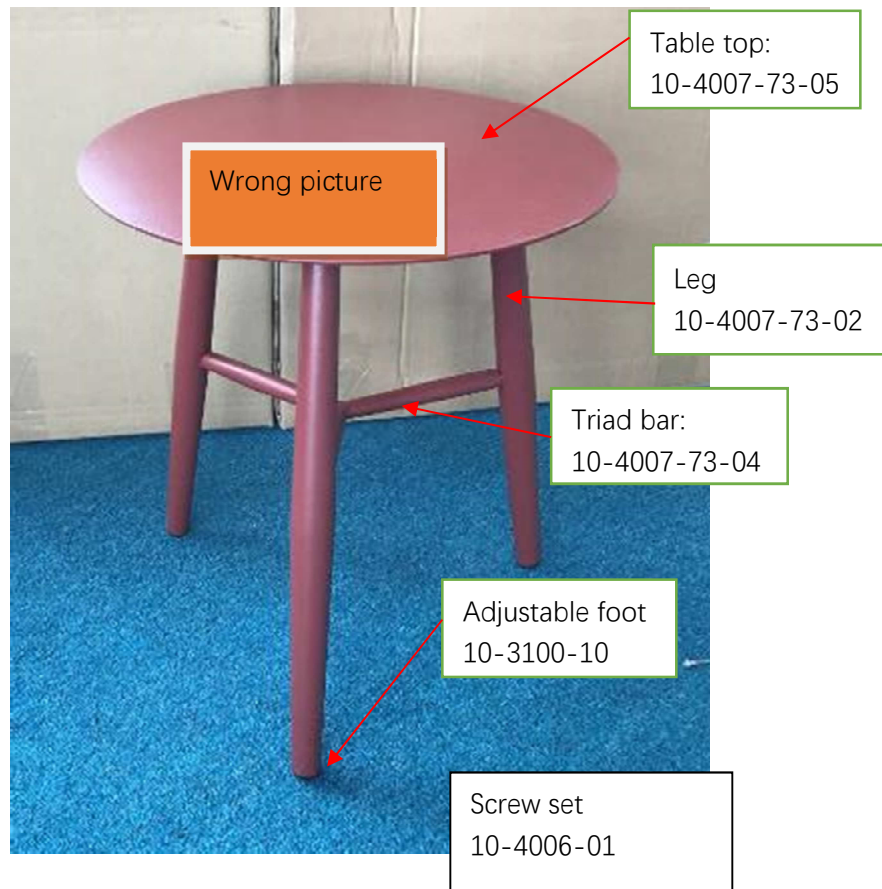 Table top:
10-4007-73-05
Wrong picture
Leg
10-4007-73-02
Triad bar:
10-4007-73-04
Adjustable foot
10-3100-10
Screw set
10-4006-01